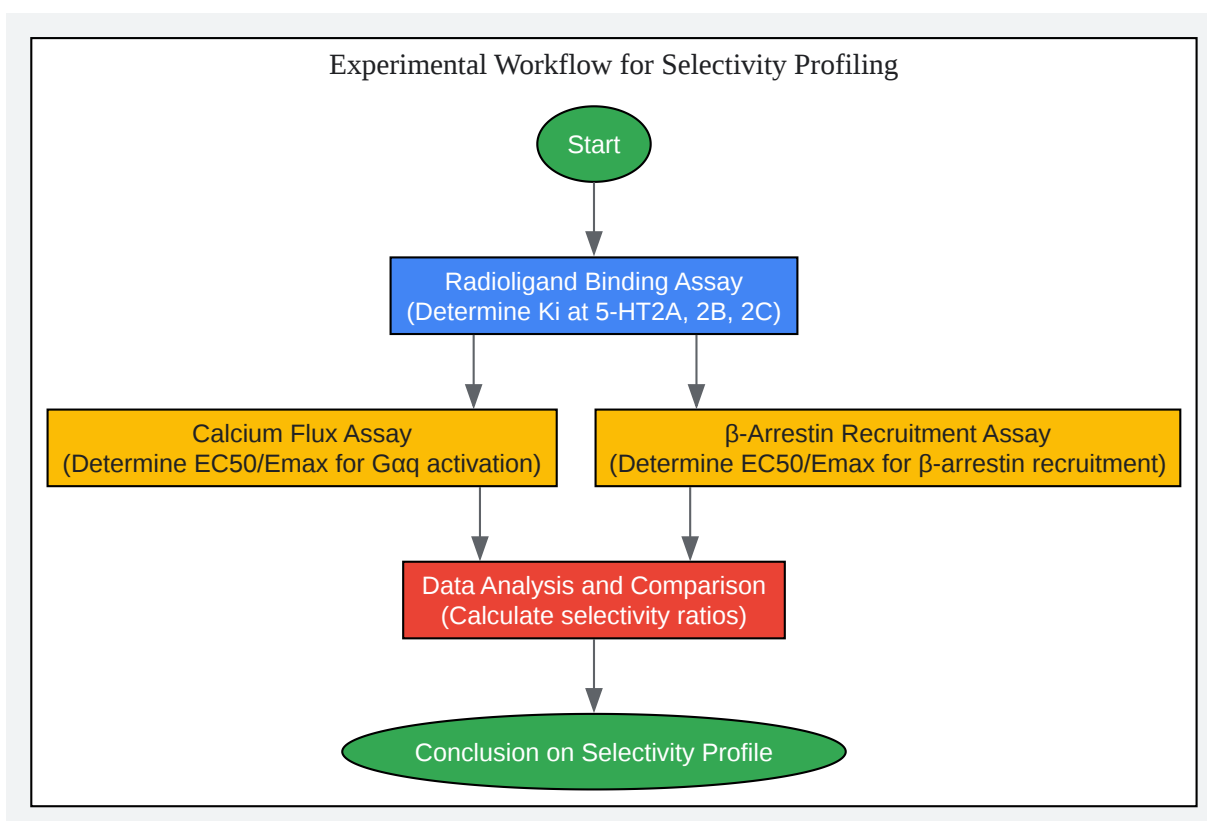 Experimental Workflow for Selectivity Profiling
Start
Radioligand Binding Assay
(Determine Ki at 5-HT2A, 2B, 2C)
Calcium Flux Assay
(Determine EC50/Emax for Gαq activation)
β-Arrestin Recruitment Assay
(Determine EC50/Emax for β-arrestin recruitment)
Data Analysis and Comparison
(Calculate selectivity ratios)
Conclusion on Selectivity Profile